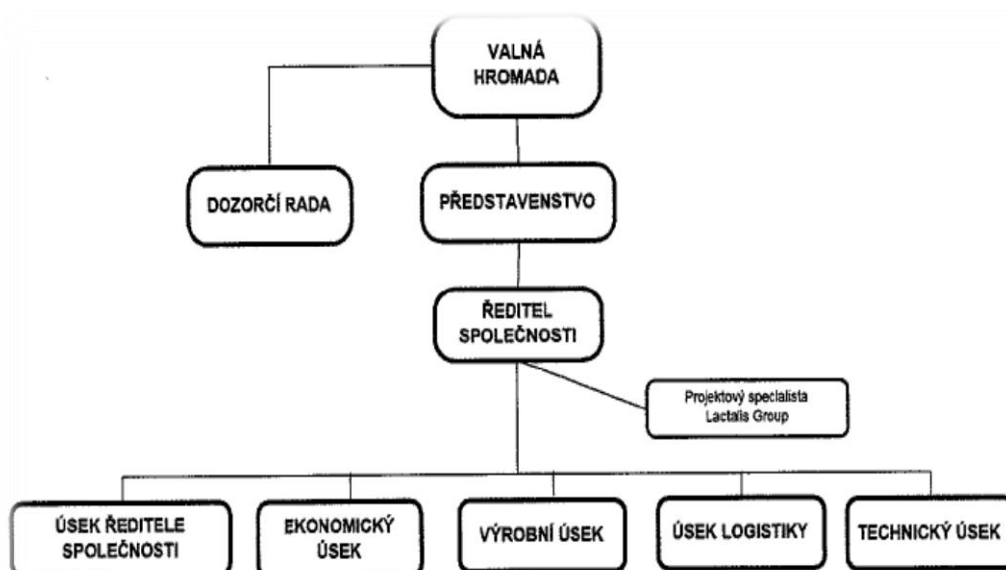 VALNÁ
HROMADA
DOZORČÍ RADA
PŘEDSTAVENSTVO
ŘEDITEL
SPOLEČNOSTI
Projektový specialista
Lactalis Group
ÚSEK ŘEDITELE
SPOLEČNOSTI
EKONOMICKÝ
ÚSEK
VÝROBNÍ ÚSEK
ÚSEK LOGISTIKY
TECHNICKÝ ÚSEK